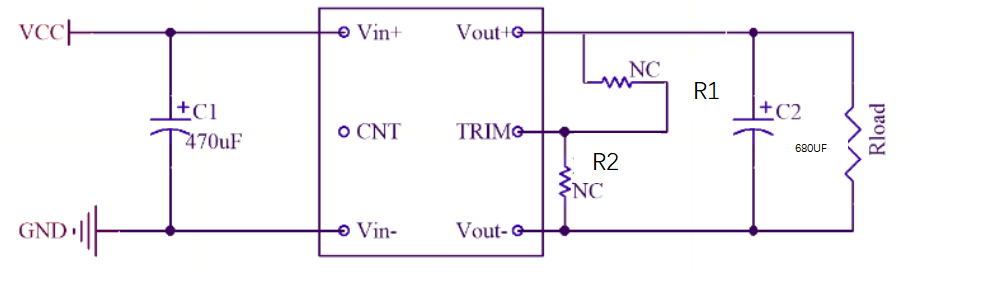 VCC
Vin+
Vout+
NC
R1
+C1
470uF
CNT
TRIM
+C2
680UF
Rload
R2
NC
GND
Vin-
Vout-